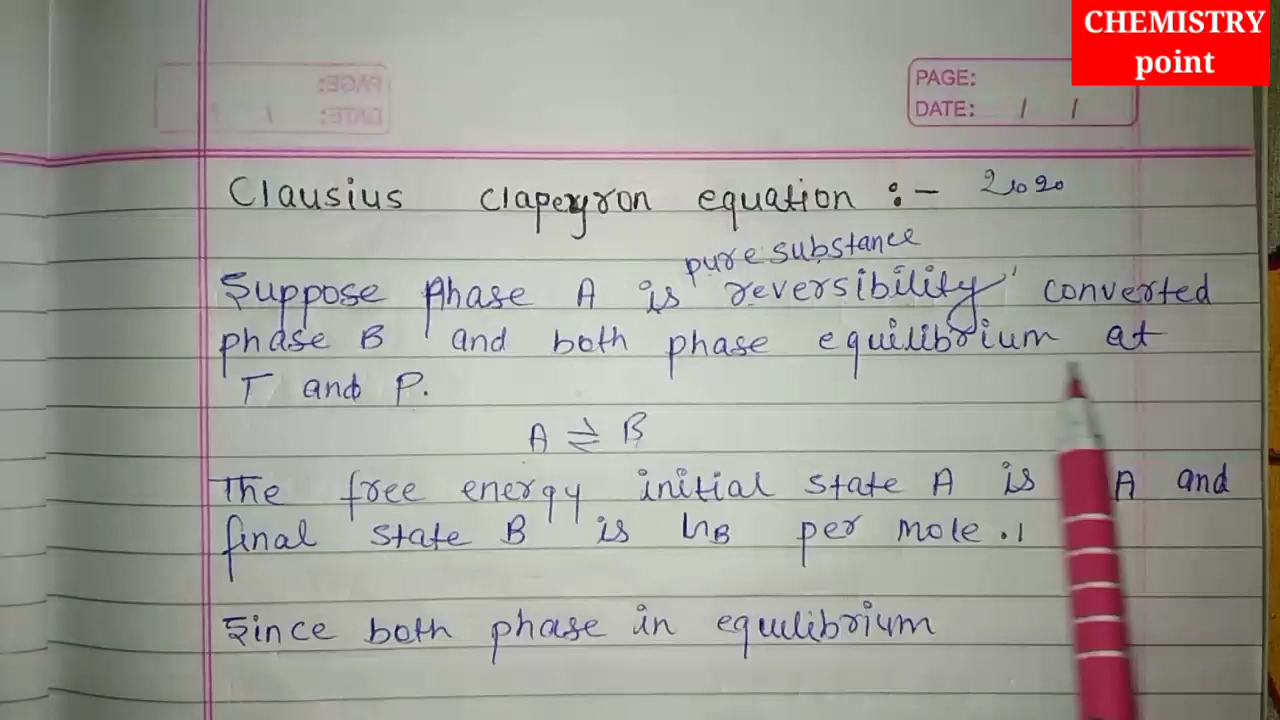 CHEMISTRY
point
PAGE:
DATE: / /
Clausius Clapeyron equation :- 2020
pure substance
Suppose phase A is reversibility converted
phase B and both phase equilibrium at
T and P.
A ⇌ B
The free energy initial state A is A and
final state B is GB per mole.
Since both phase in equilibrium